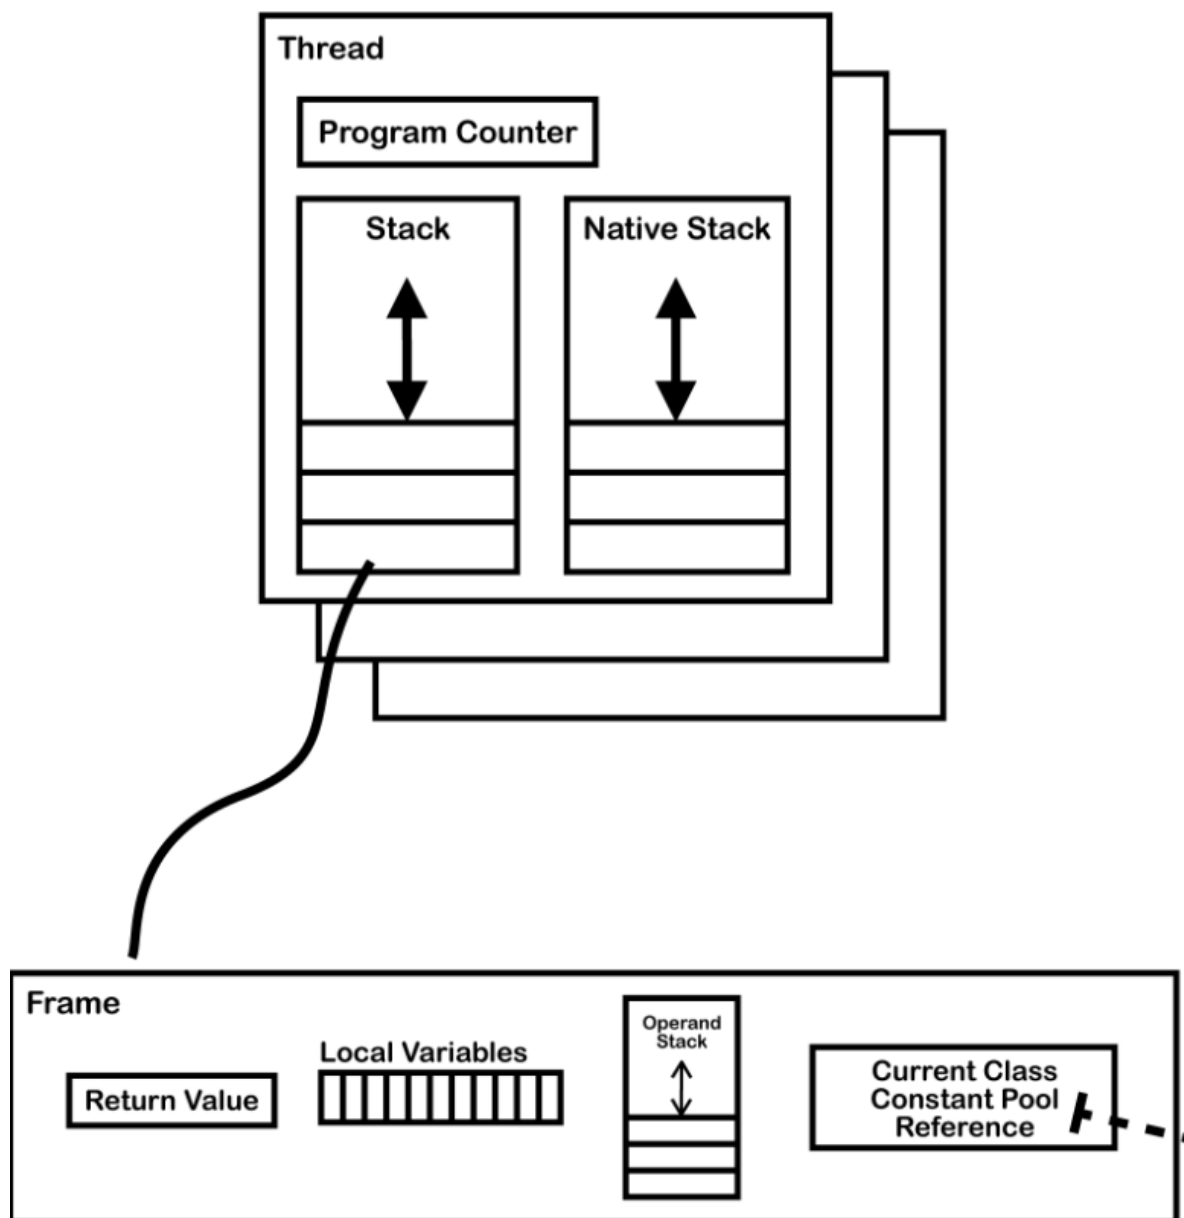 Thread
Program Counter
Stack
Native Stack
Frame
Return Value
Local Variables
Operand
Stack
Current Class
Constant Pool
Reference